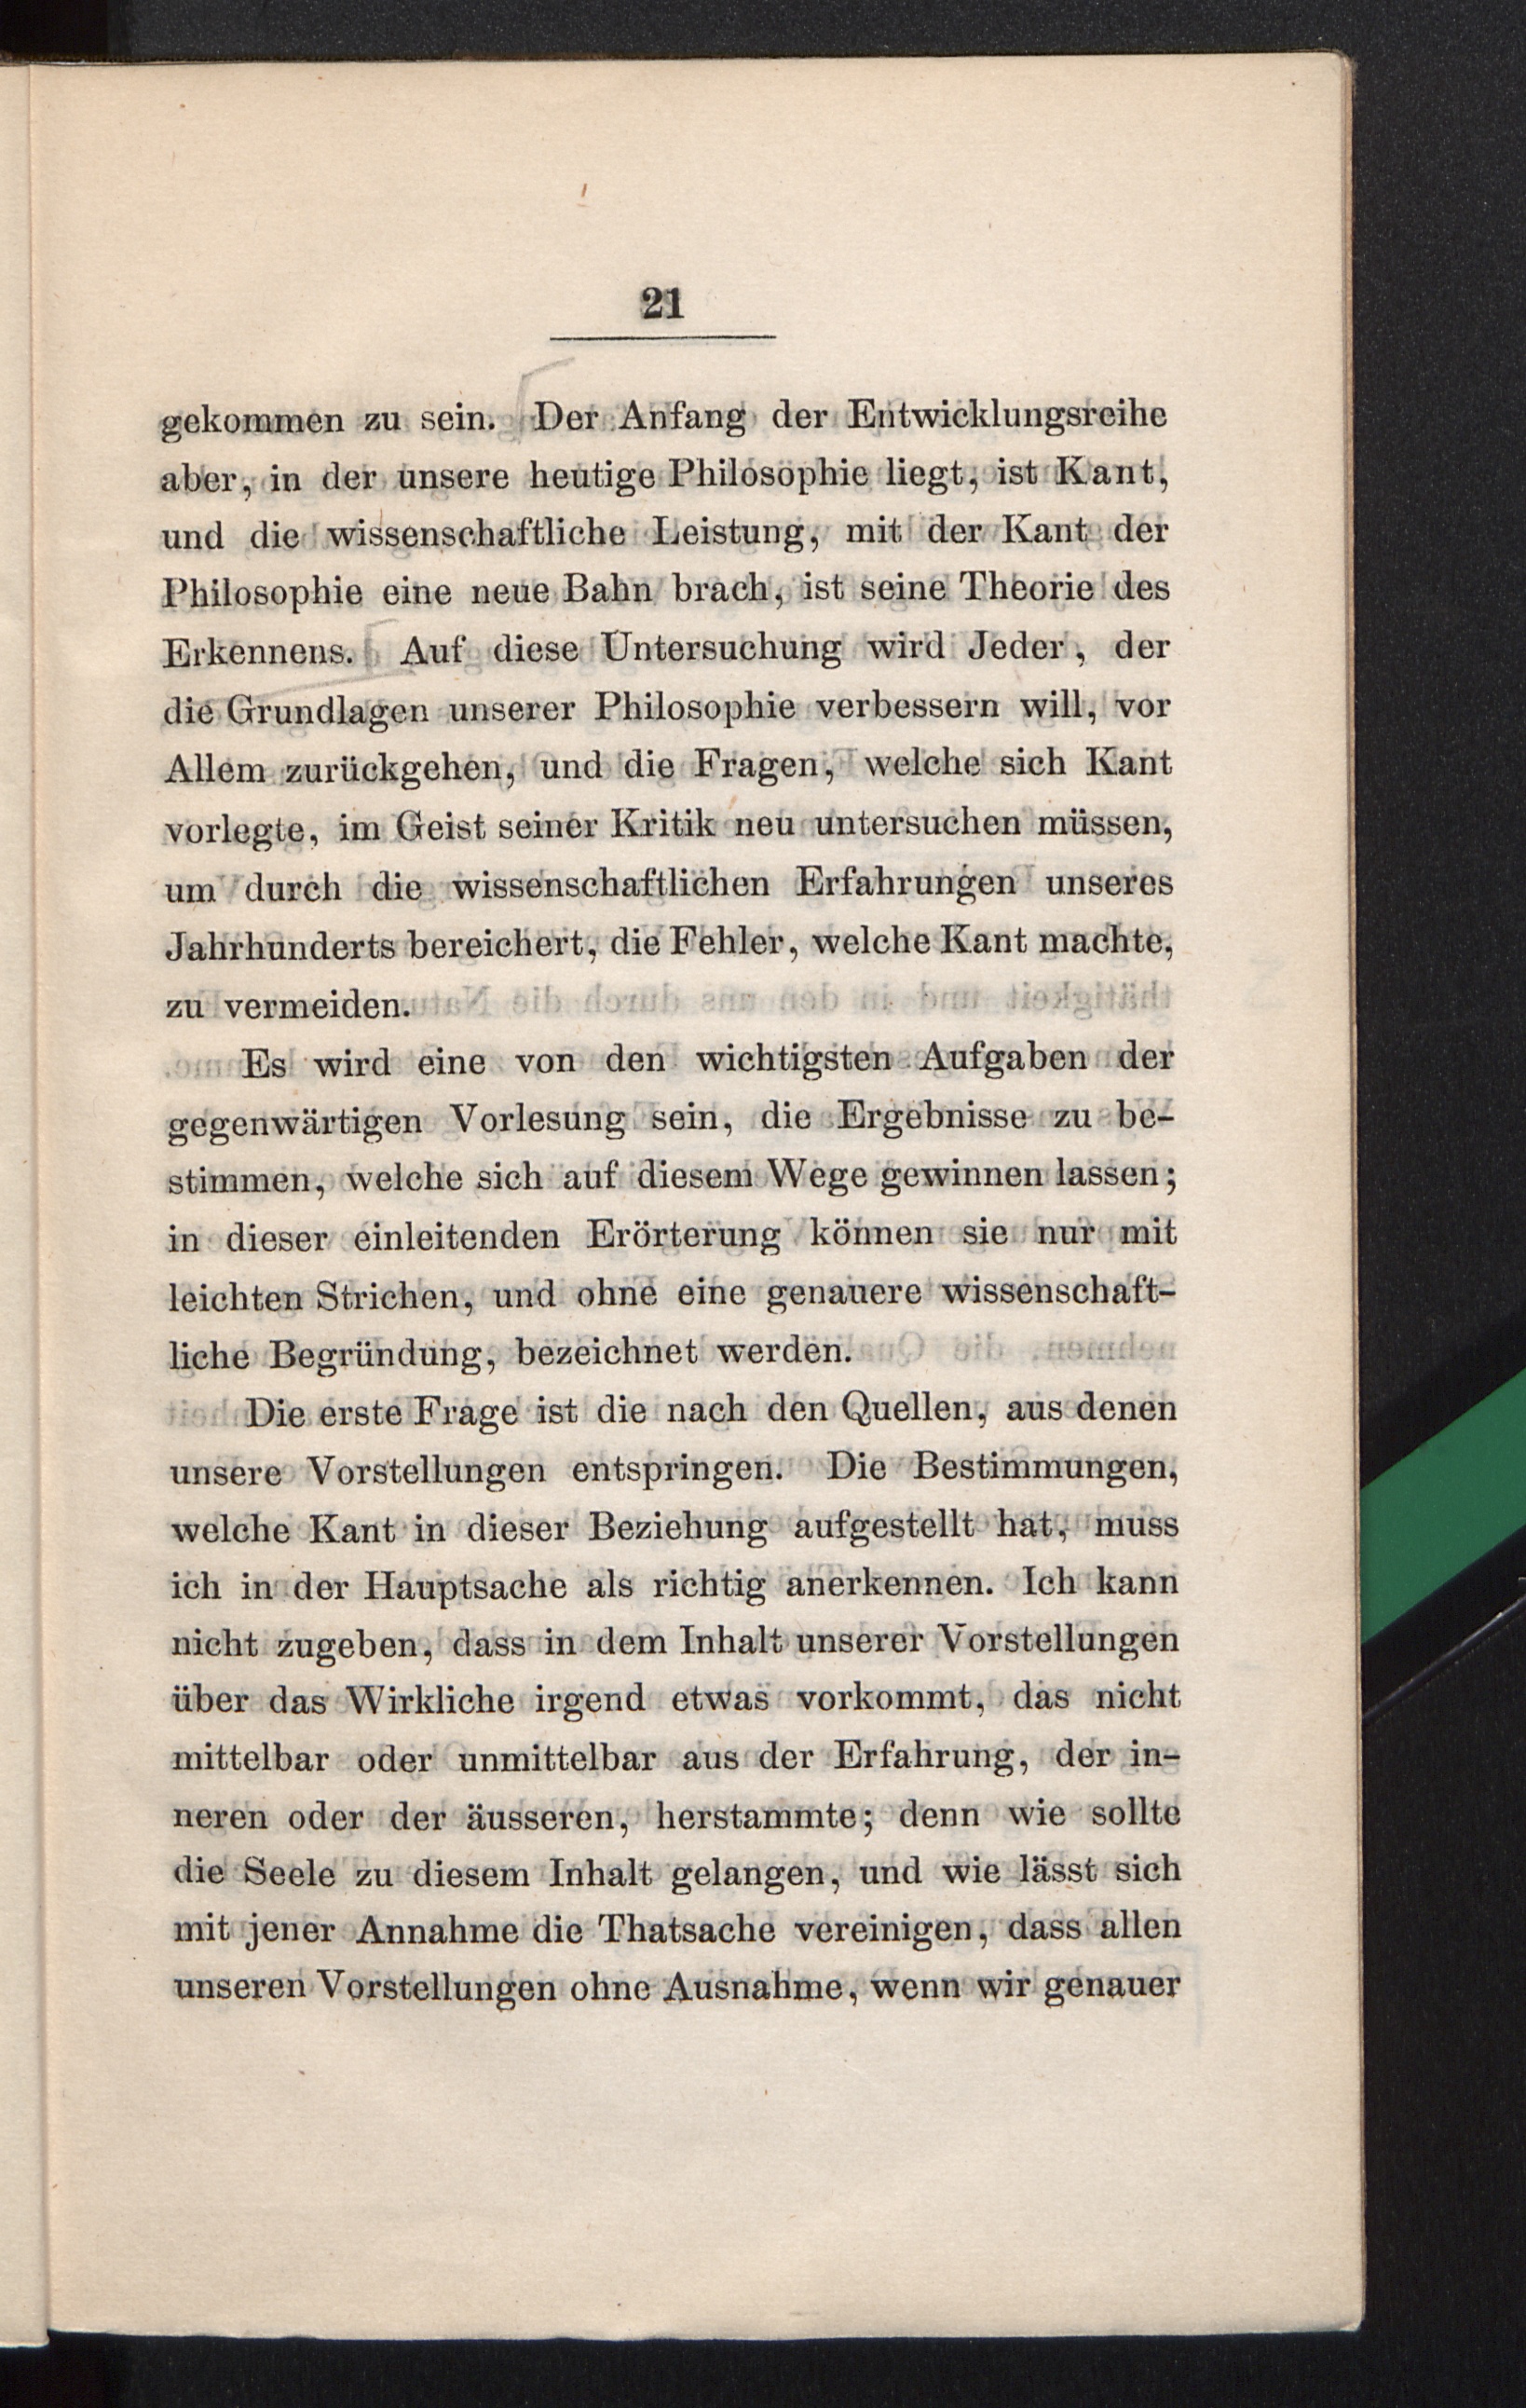 21
gekommen zu sein. Der Anfang der Entwicklungsreihe
aber, in der unsere heutige Philosophie liegt, ist Kant,
und die wissenschaftliche Leistung, mit der Kant der
Philosophie eine neue Bahn brach, ist seine Theorie des
Erkennens. Auf diese Untersuchung wird Jeder, der
die Grundlagen unserer Philosophie verbessern will, vor
Allem zurückgehen, und die Fragen, welche sich Kant
vorlegte, im Geist seiner Kritik neu untersuchen müssen,
um durch die wissenschaftlichen Erfahrungen unseres
Jahrhunderts bereichert, die Fehler, welche Kant machte,
zu vermeiden.
Es wird eine von den wichtigsten Aufgaben der
gegenwärtigen Vorlesung sein, die Ergebnisse zu be-
stimmen, welche sich auf diesem Wege gewinnen lassen;
in dieser einleitenden Erörterung können sie nur mit
leichten Strichen, und ohne eine genauere wissenschaft-
liche Begründung, bezeichnet werden.
Die erste Frage ist die nach den Quellen, aus denen
unsere Vorstellungen entspringen. Die Bestimmungen,
welche Kant in dieser Beziehung aufgestellt hat, muss
ich in der Hauptsache als richtig anerkennen. Ich kann
nicht zugeben, dass in dem Inhalt unserer Vorstellungen
über das Wirkliche irgend etwas vorkommt, das nicht
mittelbar oder unmittelbar aus der Erfahrung, der in-
neren oder der äusseren, herstammte; denn wie sollte
die Seele zu diesem Inhalt gelangen, und wie lässt sich
mit jener Annahme die Thatsache vereinigen, dass allen
unseren Vorstellungen ohne Ausnahme, wenn wir genauer